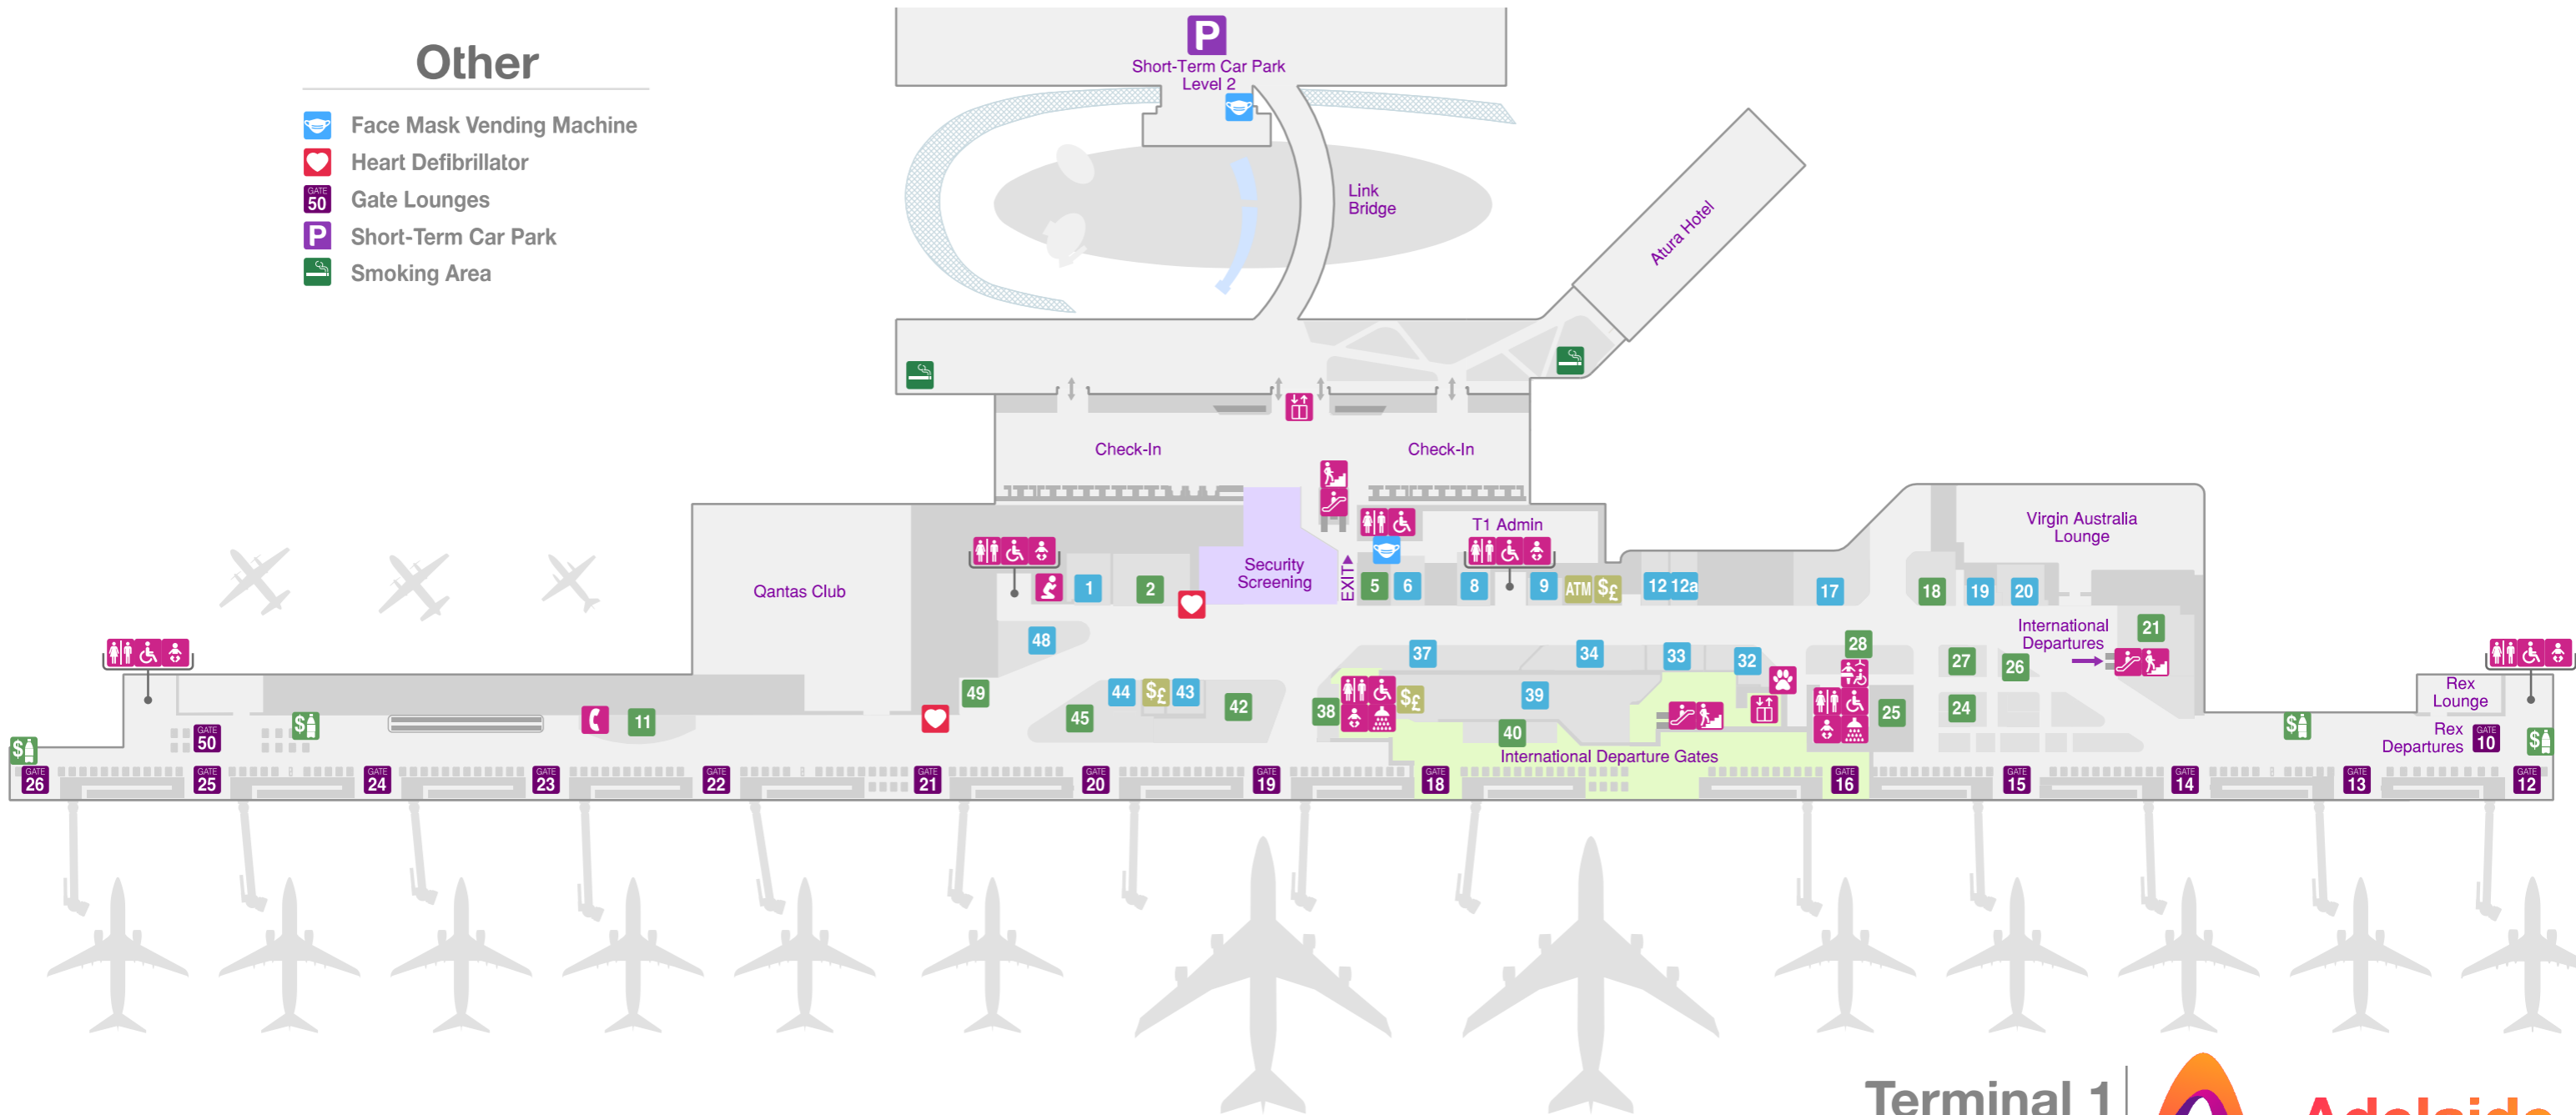 Other
Face Mask Vending Machine
Heart Defibrillator
GATE
50
Gate Lounges
P
Short-Term Car Park
Smoking Area
P
Short-Term Car Park
Level 2
Link
Bridge
Atura Hotel
Check-In
Check-In
T1 Admin
Security
Screening
EXIT
Virgin Australia
Lounge
Qantas Club
1
2
5
6
8
9
ATM
$£
12
12a
17
18
19
20
International
Departures
21
48
37
34
33
32
28
27
26
49
44
$£
43
42
45
38
$£
39
40
25
24
International Departure Gates
Rex
Lounge
Rex
Departures
GATE
10
$
$
$
$
11
GATE
50
GATE
26
GATE
25
GATE
24
GATE
23
GATE
22
GATE
21
GATE
20
GATE
19
GATE
18
GATE
16
GATE
15
GATE
14
GATE
13
GATE
12
Terminal 1
Adelaide